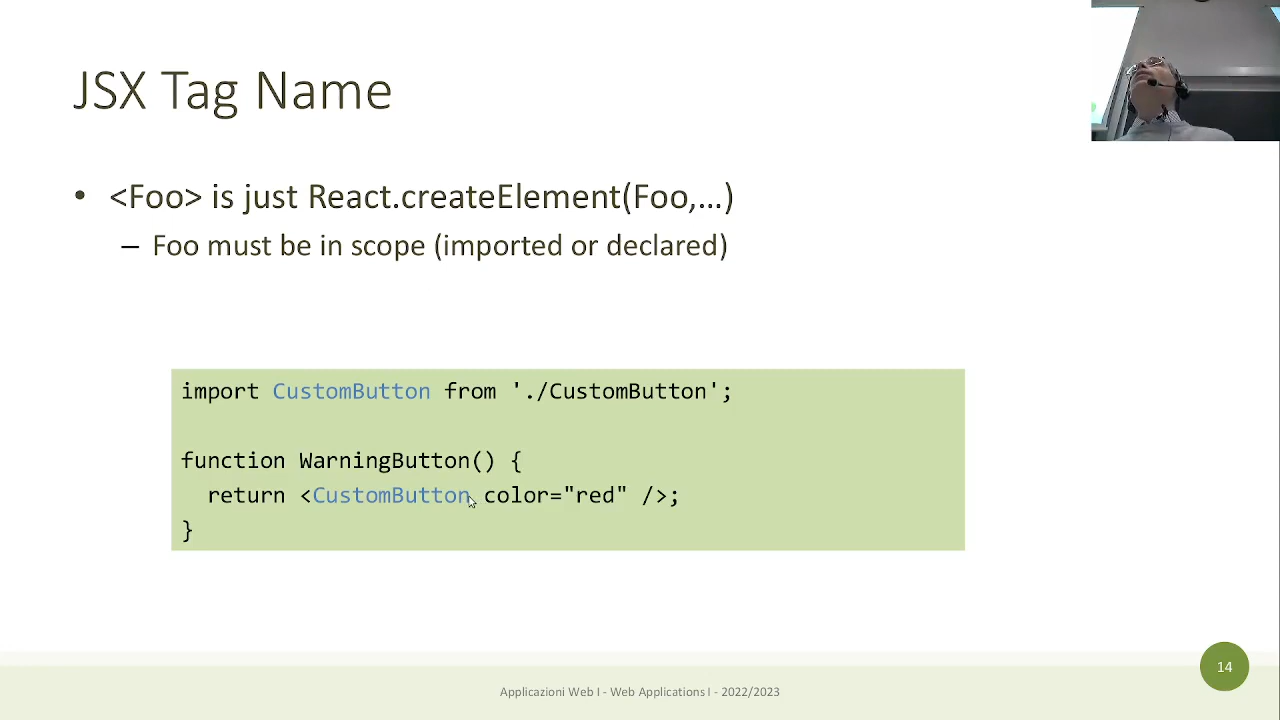 JSX Tag Name
• <Foo> is just React.createElement(Foo,…)
– Foo must be in scope (imported or declared)
import CustomButton from './CustomButton';
function WarningButton() {
  return <CustomButton color="red" />;
}
14
Applicazioni Web I - Web Applications I - 2022/2023